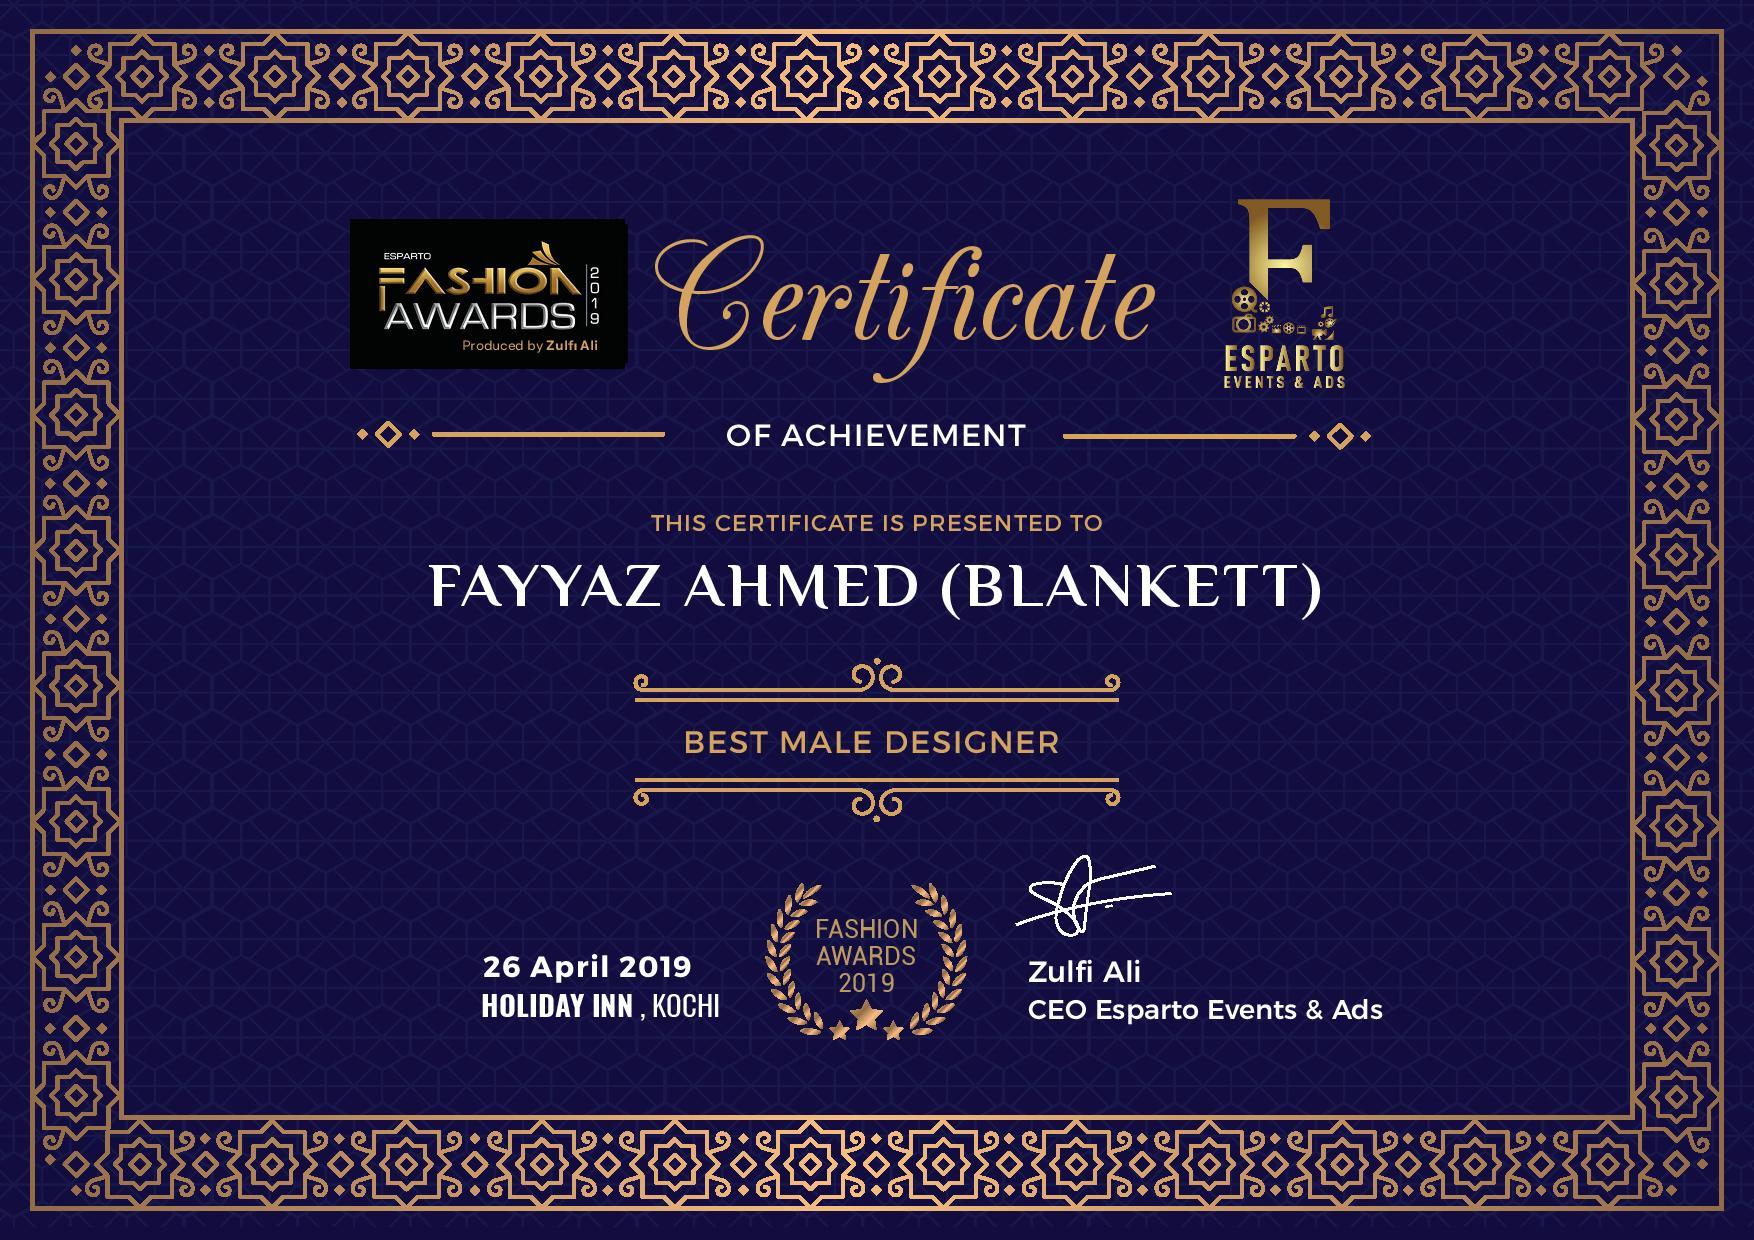 ESPARTO
FASHION
AWARDS
2019
Produced by Zulfi Ali
Certificate
E
ESPARTO
EVENTS & ADS
OF ACHIEVEMENT
THIS CERTIFICATE IS PRESENTED TO
FAYYAZ AHMED (BLANKETT)
BEST MALE DESIGNER
26 April 2019
HOLIDAY INN , KOCHI
FASHION
AWARDS
2019
Zulfi Ali
CEO Esparto Events & Ads